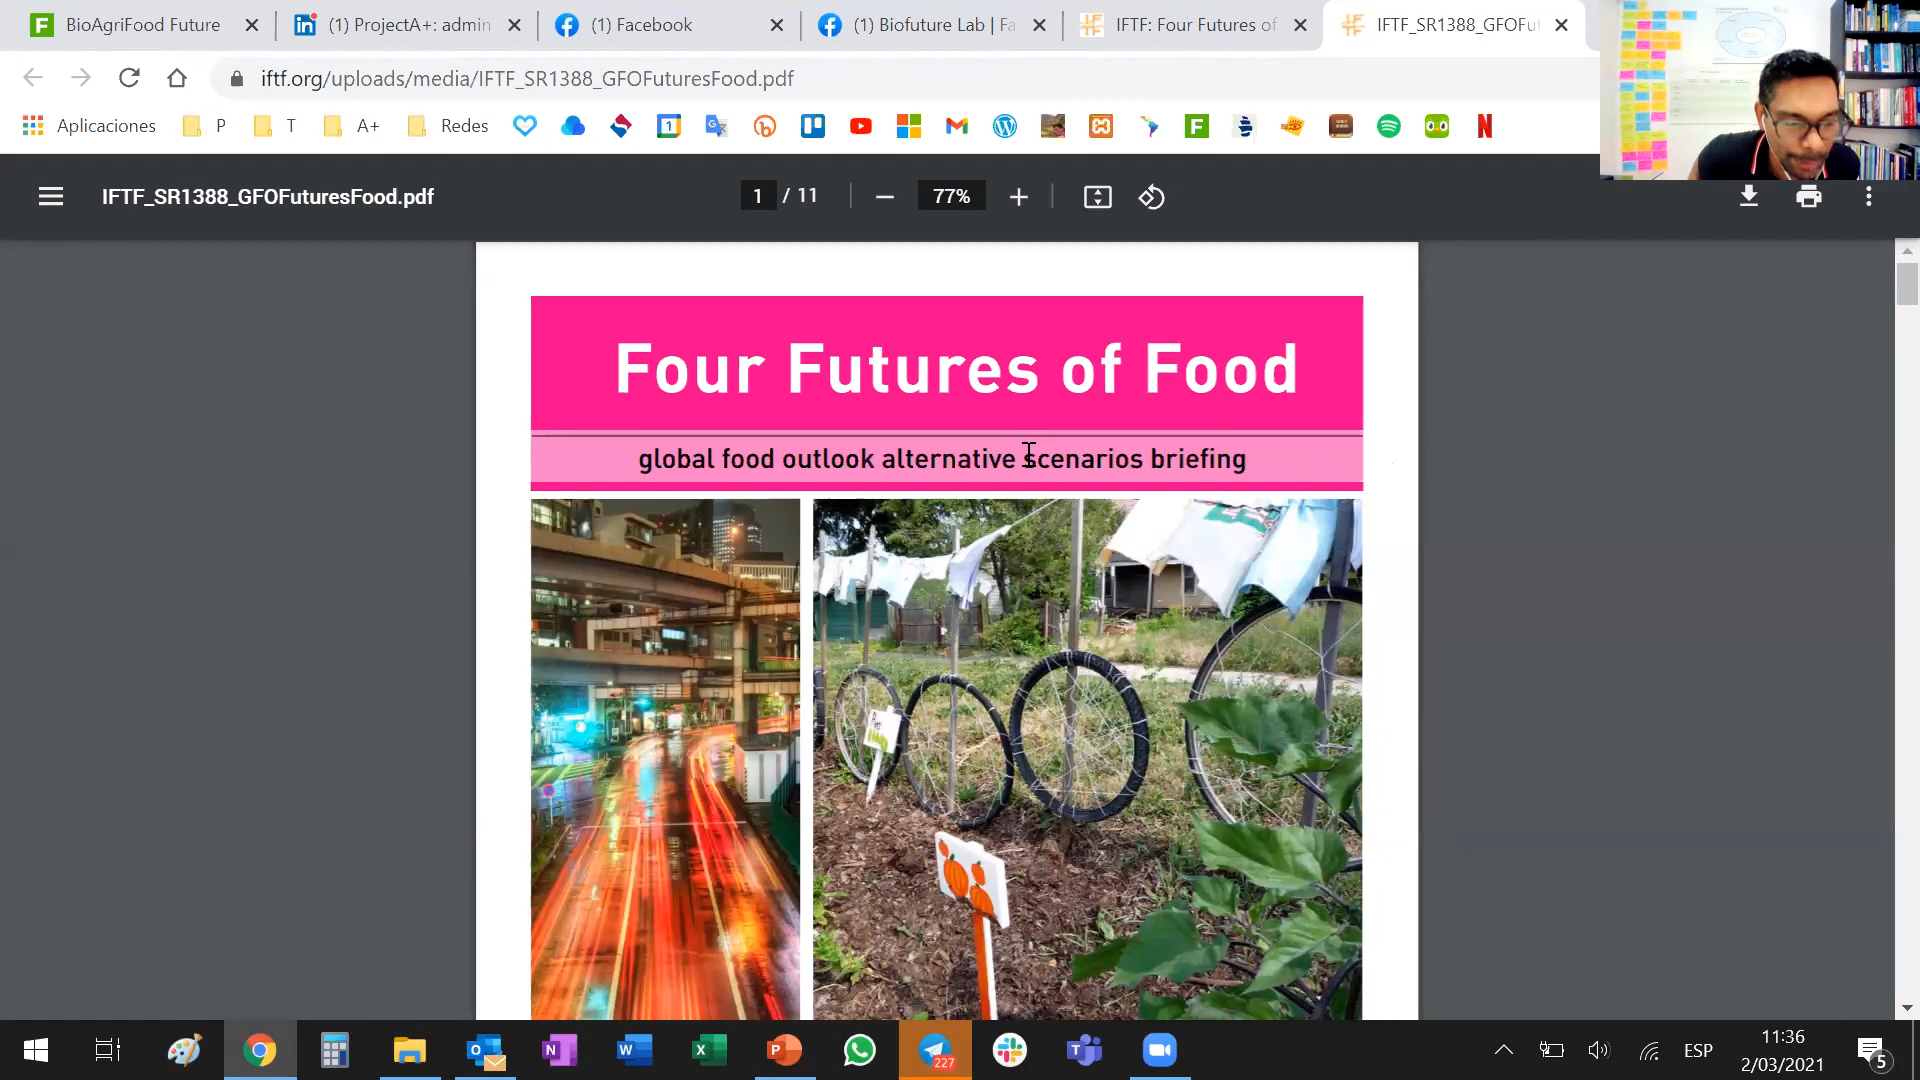 BioAgriFood Future
(1) ProjectA+: admin
(1) Facebook
(1) Biofuture Lab | Fa
IFTF: Four Futures of
IFTF_SR1388_GFOFut
iftf.org/uploads/media/IFTF_SR1388_GFOFuturesFood.pdf
Aplicaciones P T A+ Redes
IFTF_SR1388_GFOFuturesFood.pdf
1 / 11
77%
Four Futures of Food
global food outlook alternative scenarios briefing
227
ESP
11:36
2/03/2021
5